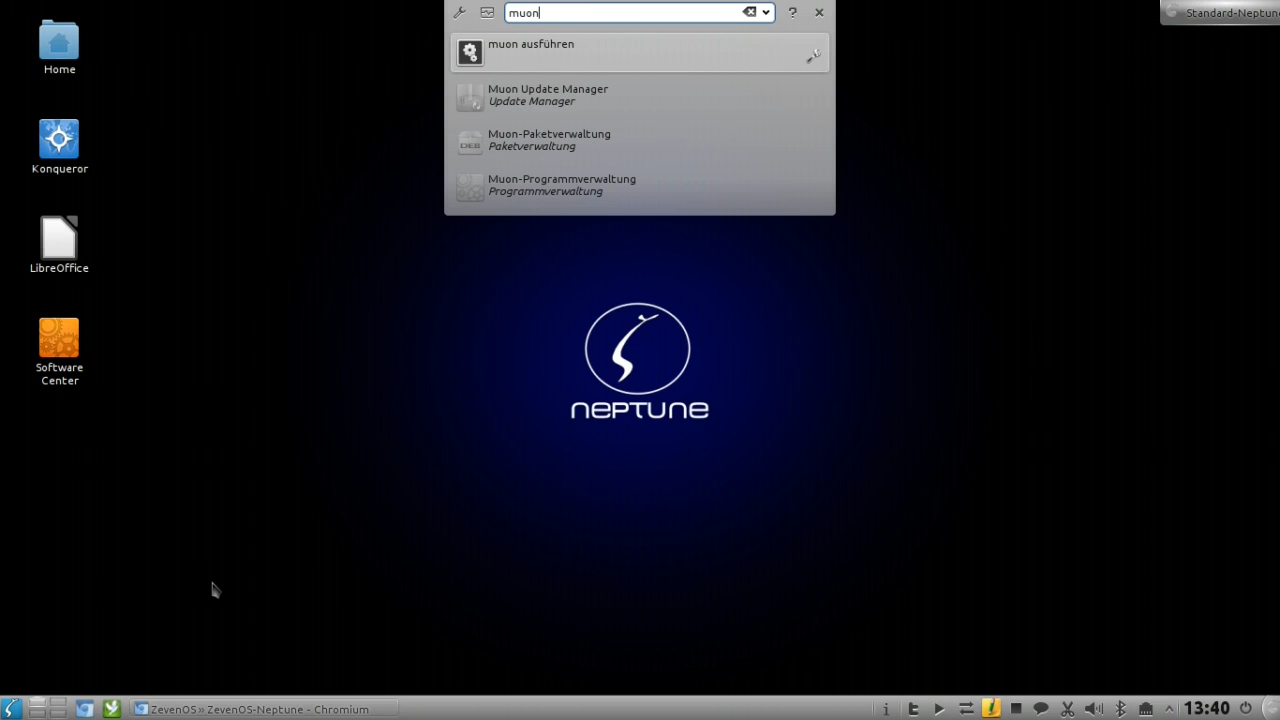 muon
?
Standard-Neptun
muon ausführen
Muon Update Manager
Update Manager
DEB
Muon-Paketverwaltung
Paketverwaltung
Muon-Programmverwaltung
Programmverwaltung
Home
Konqueror
LibreOffice
Software
Center
NEPTUNE
ZevenOS » ZevenOS-Neptune - Chromium
13:40